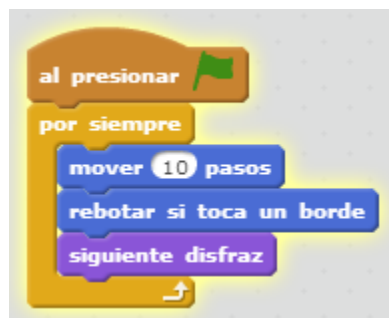 al presionar
por siempre
mover 10 pasos
rebotar si toca un borde
siguiente disfraz